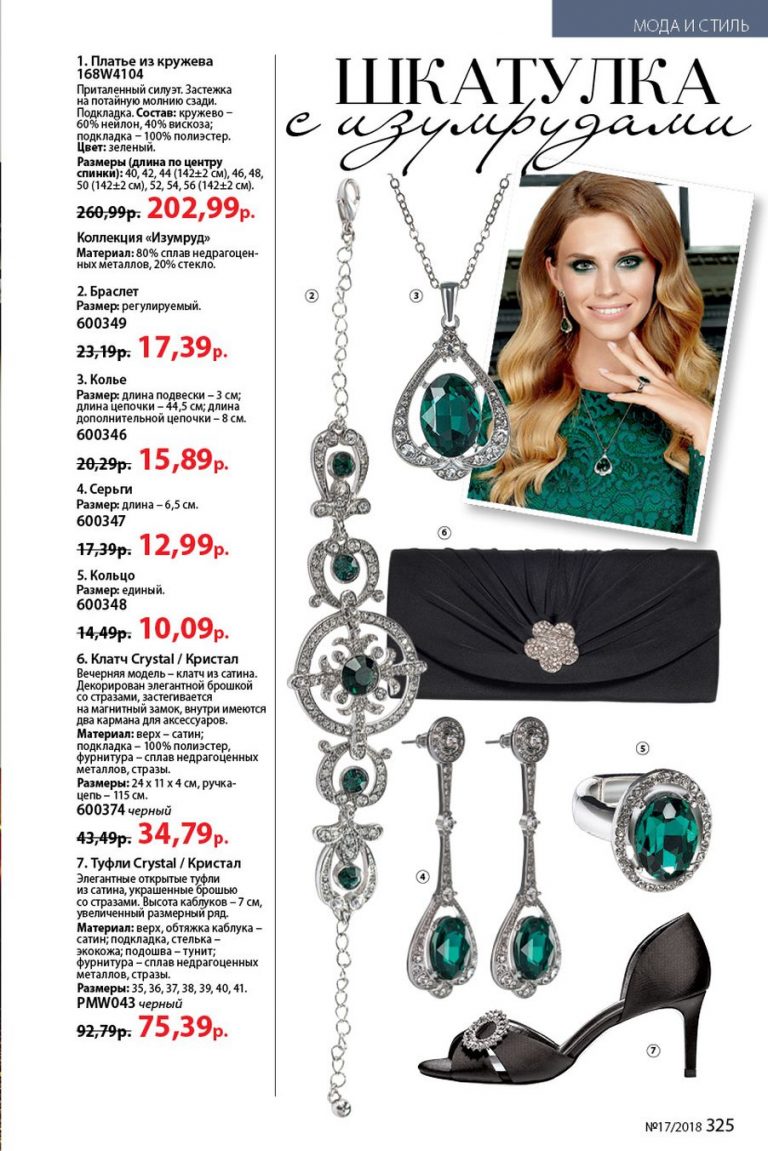 МОДА И СТИЛЬ
ШКАТУЛКА
с изумрудами
1. Платье из кружева
168W4104
Приталенный силуэт. Застежка
на потайную молнию сзади.
Подкладка. Состав: кружево –
60% нейлон, 40% вискоза;
подкладка – 100% полиэстер.
Цвет: зеленый.
Размеры (длина по центру
спинки): 40, 42, 44 (142±2 см), 46, 48,
50 (142±2 см), 52, 54, 56 (142±2 см).
260,99р. 202,99р.
Коллекция «Изумруд»
Материал: 80% сплав недрагоцен-
ных металлов, 20% стекло.
2. Браслет
Размер: регулируемый.
600349
23,19р. 17,39р.
3. Колье
Размер: длина подвески – 3 см;
длина цепочки – 44,5 см; длина
дополнительной цепочки – 8 см.
600346
20,29р. 15,89р.
4. Серьги
Размер: длина – 6,5 см.
600347
17,39р. 12,99р.
5. Кольцо
Размер: единый.
600348
14,49р. 10,09р.
6. Клатч Crystal / Кристал
Вечерняя модель – клатч из сатина.
Декорирован элегантной брошкой
со стразами, застегивается
на магнитный замок, внутри имеются
два кармана для аксессуаров.
Материал: верх – сатин;
подкладка – 100% полиэстер,
фурнитура – сплав недрагоценных
металлов, стразы.
Размеры: 24 х 11 х 4 см, ручка-
цепь – 115 см.
600374 черный
43,49р. 34,79р.
7. Туфли Crystal / Кристал
Элегантные открытые туфли
из сатина, украшенные брошью
со стразами. Высота каблуков – 7 см,
увеличенный размерный ряд.
Материал: верх, обтяжка каблука –
сатин; подкладка, стелька –
экокожа; подошва – тунит;
фурнитура – сплав недрагоценных
металлов, стразы.
Размеры: 35, 36, 37, 38, 39, 40, 41.
PMW043 черный
92,79р. 75,39р.
2
3
6
5
4
7
№17/2018 325